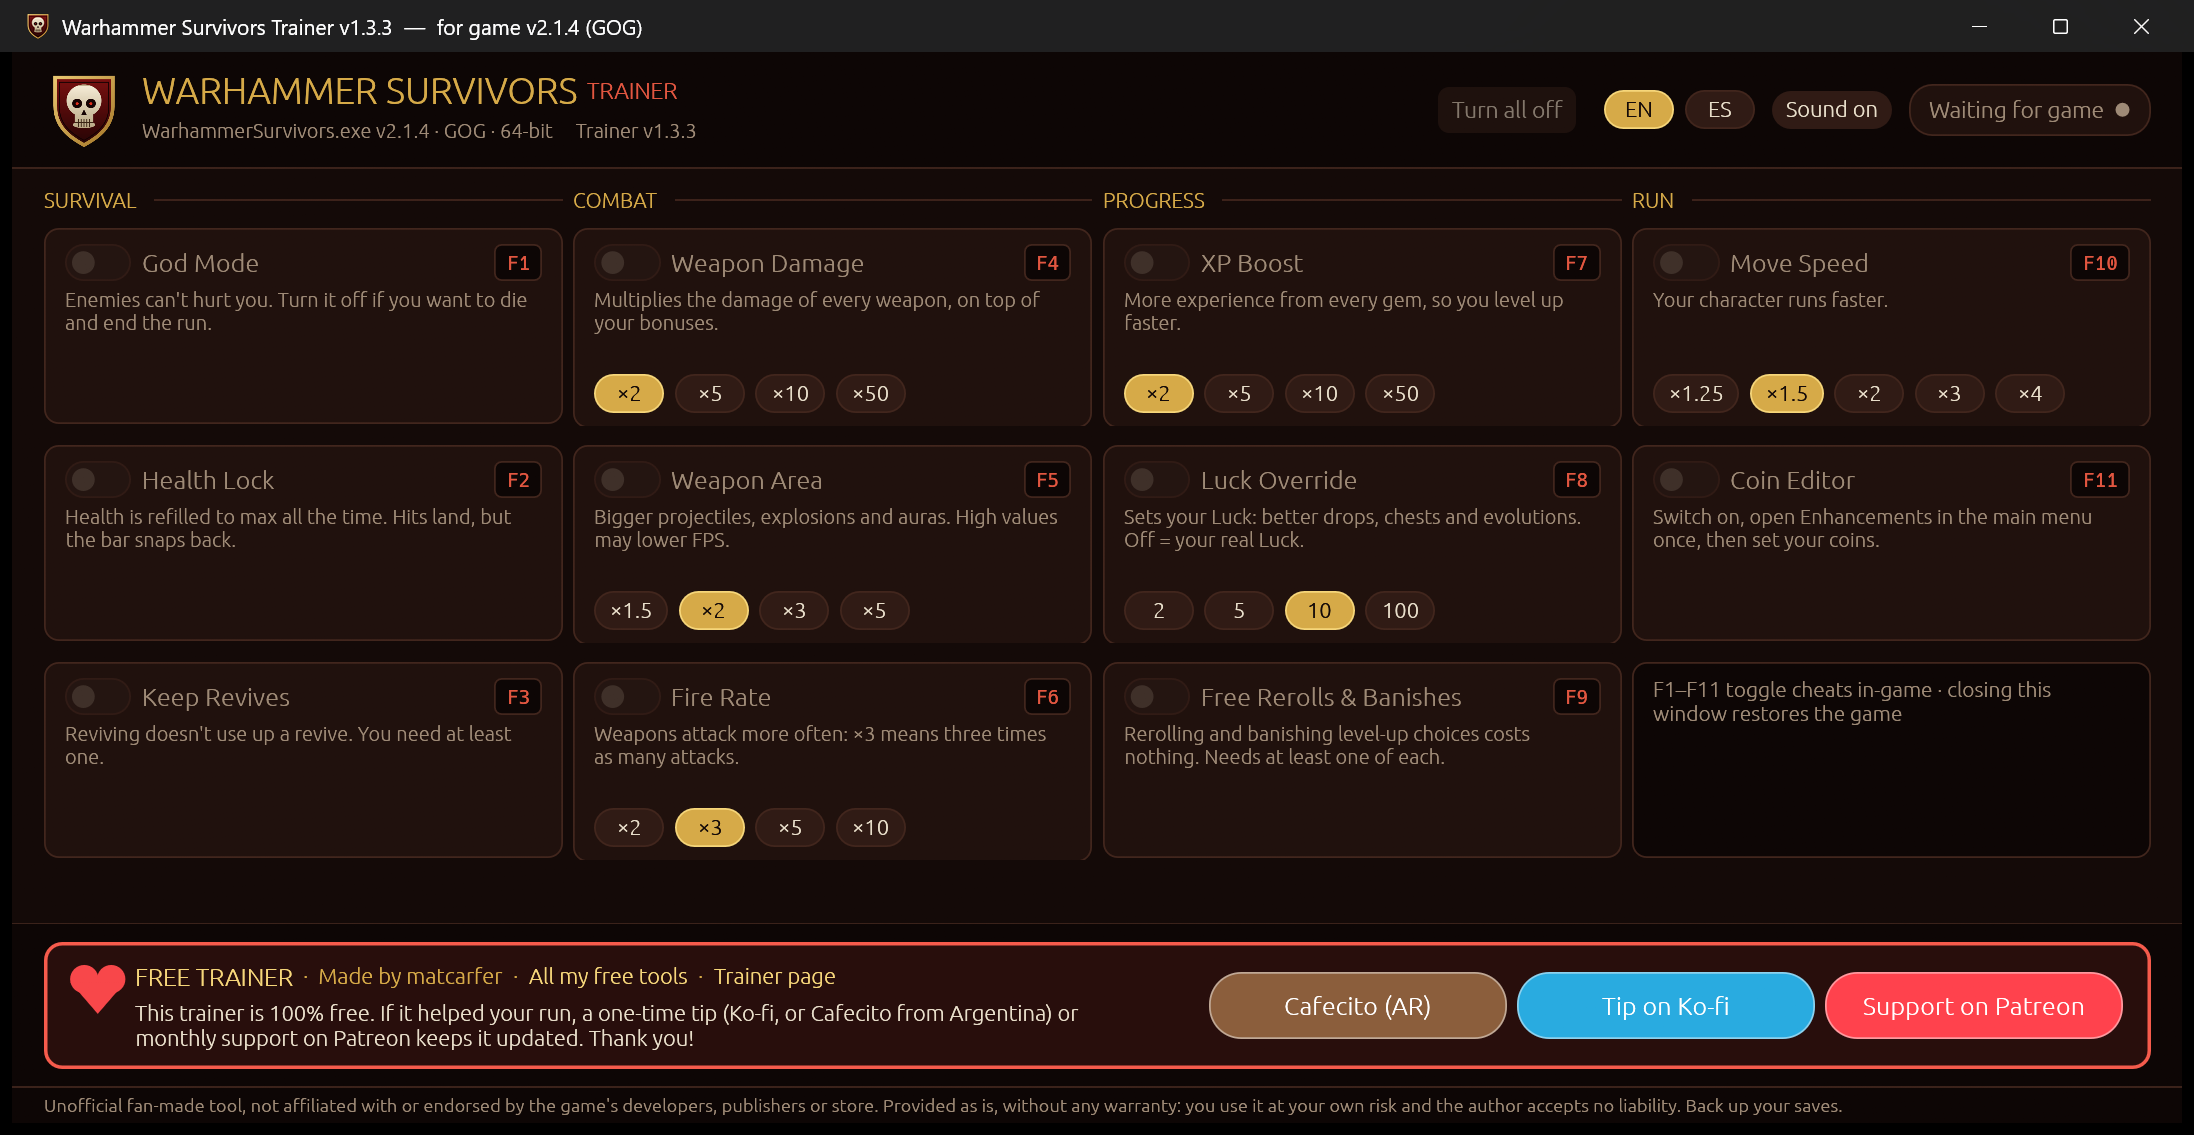 Warhammer Survivors Trainer v1.3.3 — for game v2.1.4 (GOG)
WARHAMMER SURVIVORS TRAINER
WarhammerSurvivors.exe v2.1.4 · GOG · 64-bit Trainer v1.3.3
Turn all off
EN
ES
Sound on
Waiting for game
SURVIVAL
God Mode
F1
Enemies can't hurt you. Turn it off if you want to die
and end the run.
Health Lock
F2
Health is refilled to max all the time. Hits land, but
the bar snaps back.
Keep Revives
F3
Reviving doesn't use up a revive. You need at least
one.
COMBAT
Weapon Damage
F4
Multiplies the damage of every weapon, on top of
your bonuses.
×2 ×5 ×10 ×50
Weapon Area
F5
Bigger projectiles, explosions and auras. High values
may lower FPS.
×1.5 ×2 ×3 ×5
Fire Rate
F6
Weapons attack more often: ×3 means three times
as many attacks.
×2 ×3 ×5 ×10
PROGRESS
XP Boost
F7
More experience from every gem, so you level up
faster.
×2 ×5 ×10 ×50
Luck Override
F8
Sets your Luck: better drops, chests and evolutions.
Off = your real Luck.
2 5 10 100
Free Rerolls & Banishes
F9
Rerolling and banishing level-up choices costs
nothing. Needs at least one of each.
RUN
Move Speed
F10
Your character runs faster.
×1.25 ×1.5 ×2 ×3 ×4
Coin Editor
F11
Switch on, open Enhancements in the main menu
once, then set your coins.
F1–F11 toggle cheats in-game · closing this
window restores the game
FREE TRAINER · Made by matcarfer · All my free tools · Trainer page
This trainer is 100% free. If it helped your run, a one-time tip (Ko-fi, or Cafecito from Argentina) or
monthly support on Patreon keeps it updated. Thank you!
Cafecito (AR)
Tip on Ko-fi
Support on Patreon
Unofficial fan-made tool, not affiliated with or endorsed by the game's developers, publishers or store. Provided as is, without any warranty: you use it at your own risk and the author accepts no liability. Back up your saves.